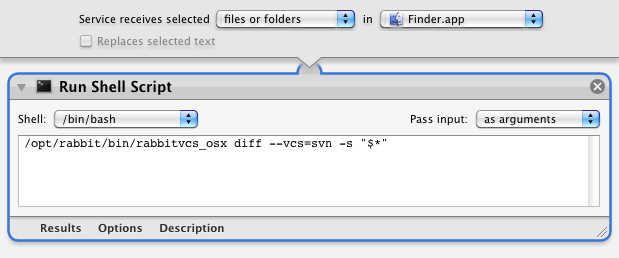 Service receives selected files or folders in Finder.app
Replaces selected text
Run Shell Script
Shell: /bin/bash Pass input: as arguments
/opt/rabbit/bin/rabbitvcs_osx diff --vcs=svn -s "$*"
Results Options Description